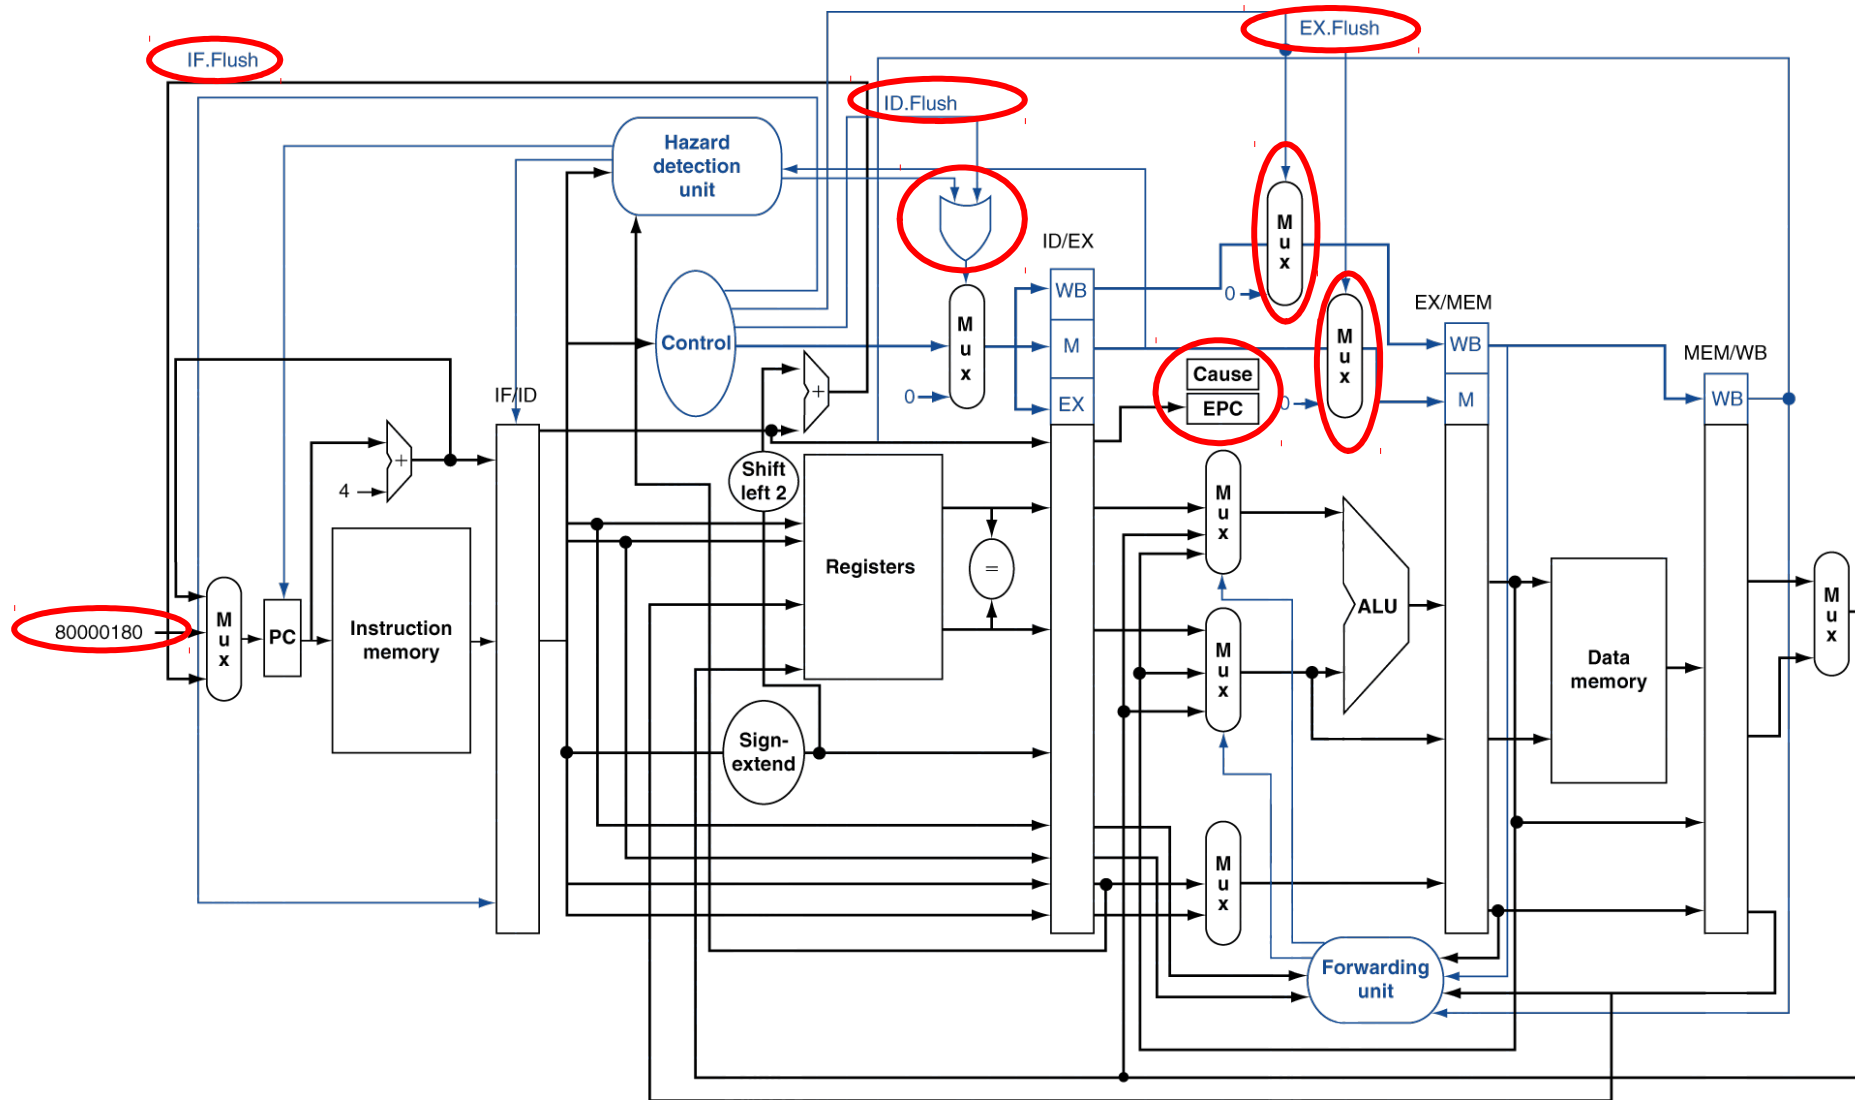 IF.Flush
EX.Flush
ID.Flush
Hazard
detection
unit
M
u
x
ID/EX
WB
M
EX
0
Control
M
u
x
0
M
u
x
0
Cause
EPC
EX/MEM
WB
M
MEM/WB
WB
IF/ID
+
+
4
Shift
left 2
M
u
x
80000180
M
u
x
PC
Instruction
memory
Registers
=
M
u
x
ALU
Data
memory
M
u
x
Sign-
extend
M
u
x
Forwarding
unit